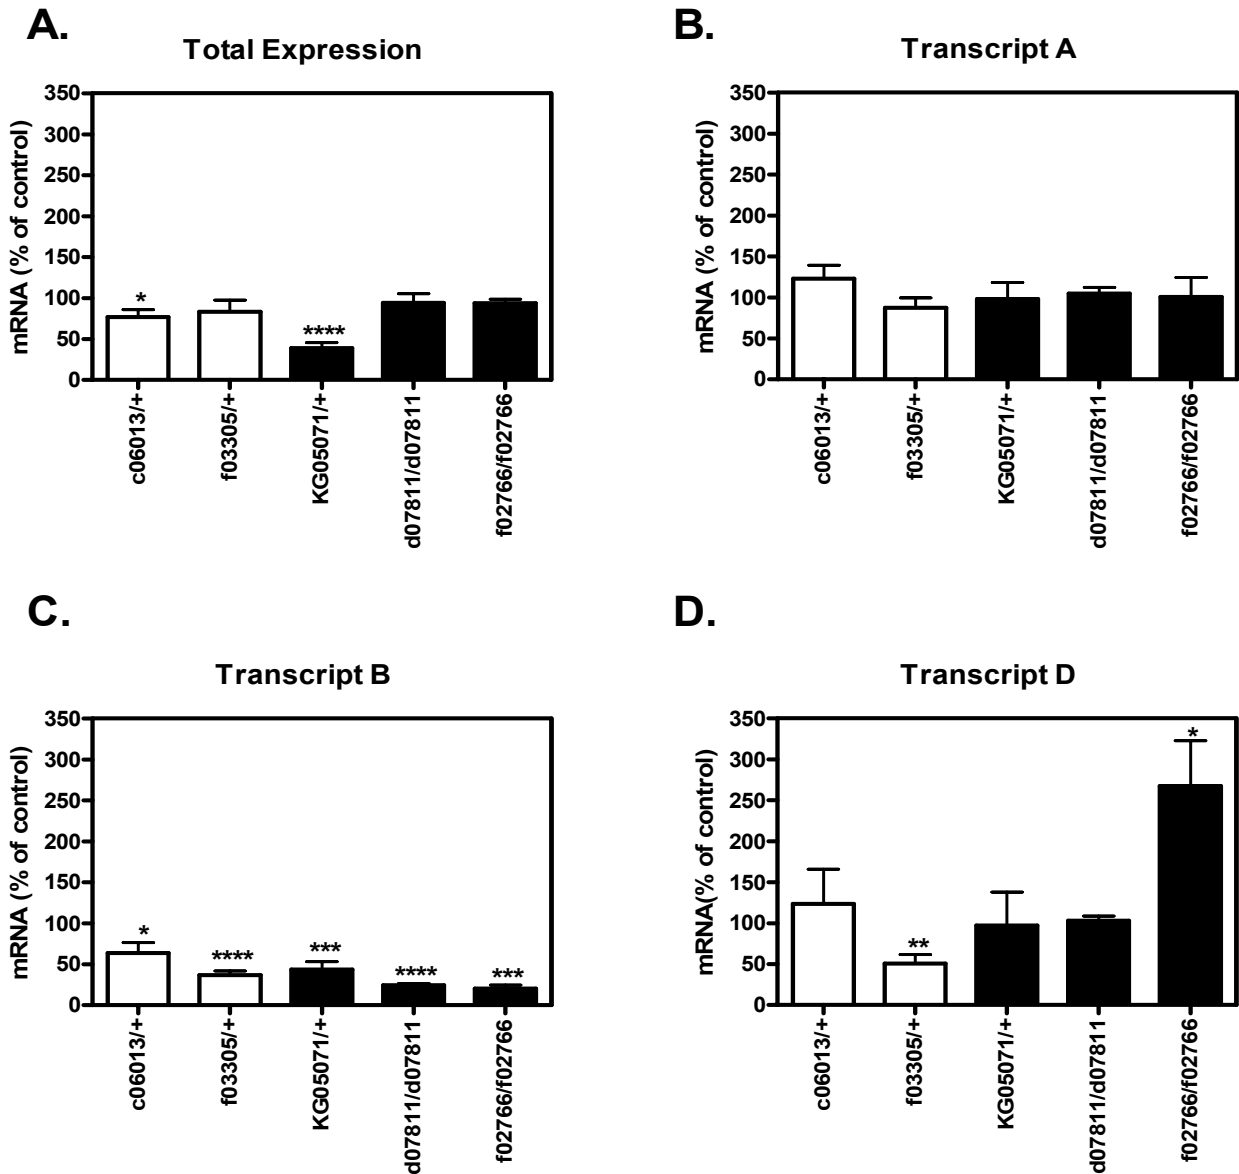 A.
Total Expression
mRNA (% of control)
350
300
250
200
150
100
50
0
*
****
c06013/+
f03305/+
KG05071/+
d07811/d07811
f02766/f02766
B.
Transcript A
mRNA (% of control)
350
300
250
200
150
100
50
0
c06013/+
f03305/+
KG05071/+
d07811/d07811
f02766/f02766
C.
Transcript B
mRNA (% of control)
350
300
250
200
150
100
50
0
*
****
***
****
***
c06013/+
f03305/+
KG05071/+
d07811/d07811
f02766/f02766
D.
Transcript D
mRNA(% of control)
350
300
250
200
150
100
50
0
**
*
c06013/+
f03305/+
KG05071/+
d07811/d07811
f02766/f02766